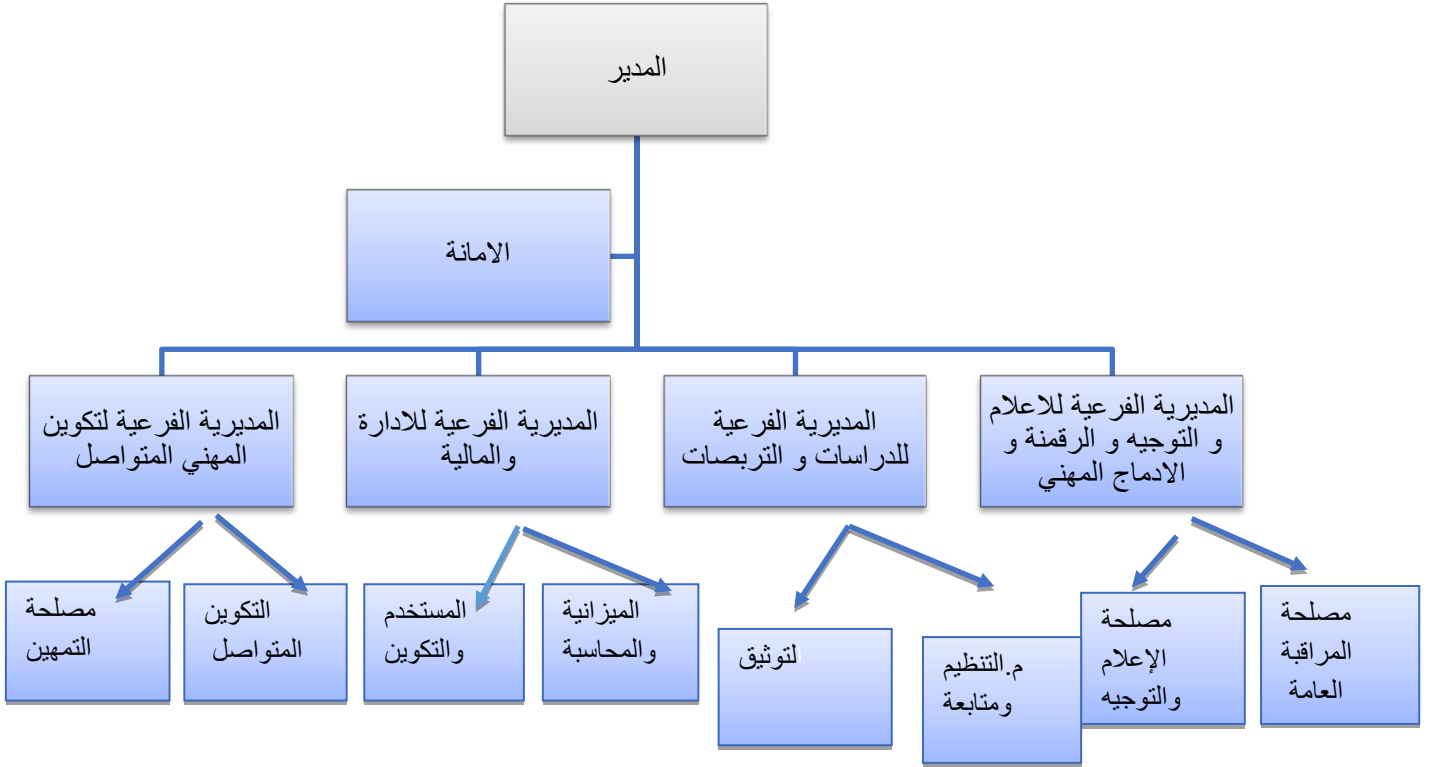 المدير
الامانة
المديرية الفرعية للاعلام
و التوجيه و الرقمنة و
الادماج المهني
المديرية الفرعية
للدراسات و التربصات
المديرية الفرعية للادارة
والمالية
المديرية الفرعية لتكوين
المهني المتواصل
مصلحة
المراقبة
العامة
مصلحة
الإعلام
والتوجيه
م.التنظيم
ومتابعة
التوثيق
الميزانية
والمحاسبة
المستخدم
والتكوين
التكوين
المتواصل
مصلحة
التمهين